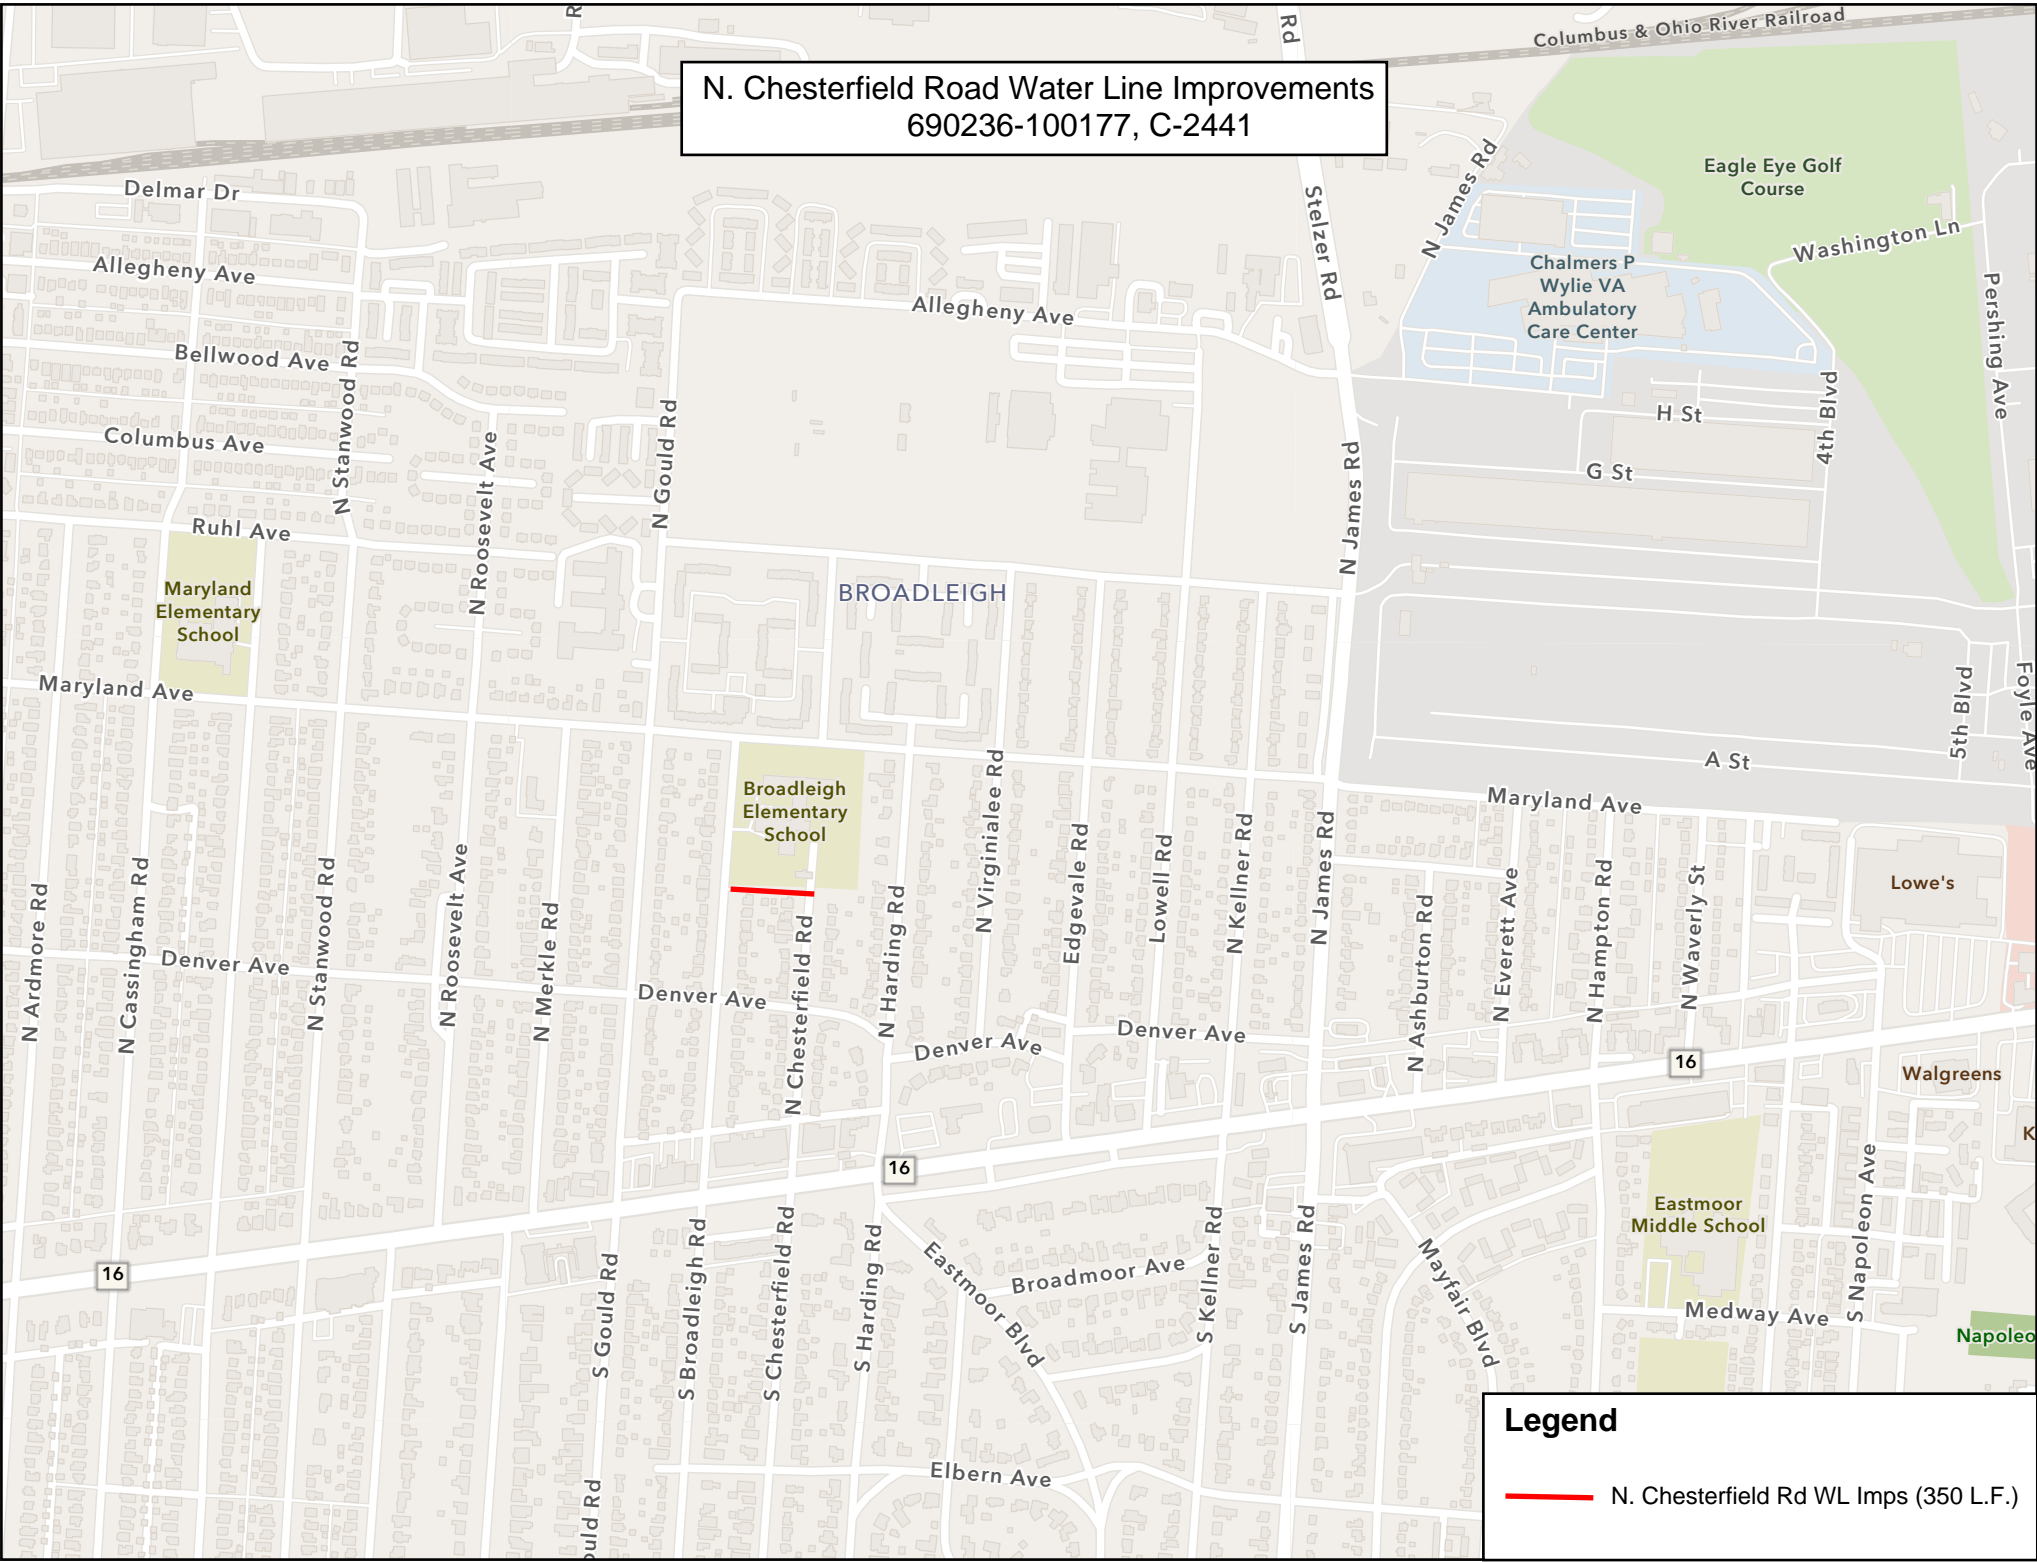 Rd
Columbus & Ohio River Railroad
N. Chesterfield Road Water Line Improvements
690236-100177, C-2441
Eagle Eye Golf
Course
Delmar Dr
N James Rd
Stelzer Rd
Washington Ln
Allegheny Ave
Chalmers P
Wylie VA
Ambulatory
Care Center
Pershing Ave
Allegheny Ave
Bellwood Ave
N Stanwood Rd
Columbus Ave
N Roosevelt Ave
N Gould Rd
N James Rd
H St
4th Blvd
G St
Ruhl Ave
Maryland
Elementary
School
BROADLEIGH
Maryland Ave
5th Blvd
Foyle Ave
A St
Maryland Ave
Broadleigh
Elementary
School
N Virginialee Rd
Edgevale Rd
Lowell Rd
N Kellner Rd
N James Rd
N Ardmore Rd
N Cassingham Rd
N Stanwood Rd
N Roosevelt Ave
N Merkle Rd
N Chesterfield Rd
N Harding Rd
N Ashburton Rd
N Everett Ave
N Hampton Rd
N Waverly St
Lowe's
Denver Ave
Denver Ave
Denver Ave
Denver Ave
16
Walgreens
K
16
16
S Gould Rd
S Broadleigh Rd
S Chesterfield Rd
S Harding Rd
Eastmoor Blvd
Broadmoor Ave
S Kellner Rd
S James Rd
Mayfair Blvd
Eastmoor
Middle School
S Napoleon Ave
Medway Ave
Napoleo
Elbern Ave
ould Rd
Legend
N. Chesterfield Rd WL Imps (350 L.F.)